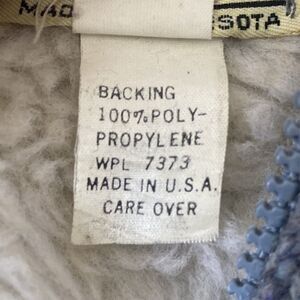 BACKING
100% POLY-
PROPYLENE
WPL 7373
MADE IN U.S.A.
CARE OVER